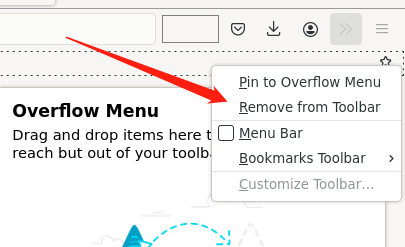 Pin to Overflow Menu
Remove from Toolbar
Menu Bar
Bookmarks Toolbar
Customize Toolbar...
Overflow Menu
Drag and drop items here
reach but out of your